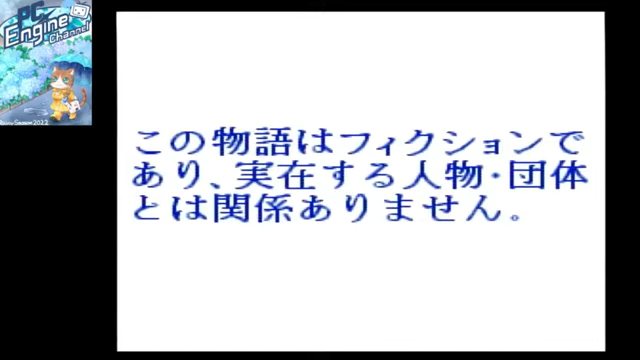 PC
Engine
Channel
この物語はフィクションで
あり、実在する人物・団体
とは関係ありません。